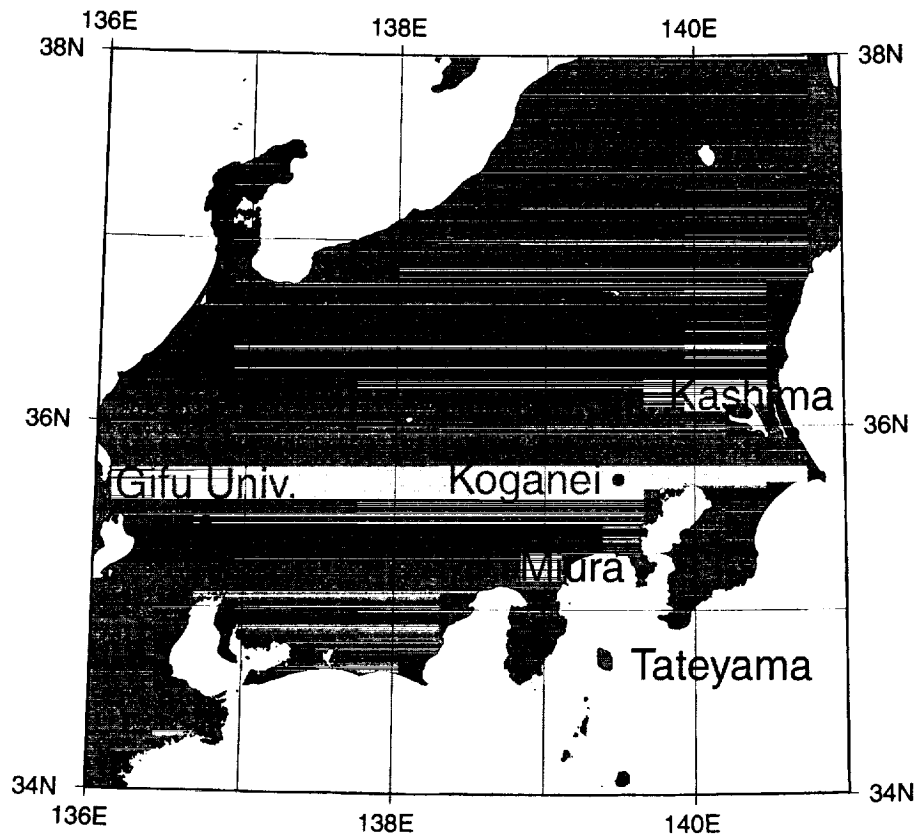 136E
138E
140E
38N
38N
Kashima
36N
36N
Gifu Univ.
Koganei
Miura
Tateyama
34N
34N
136E
138E
140E